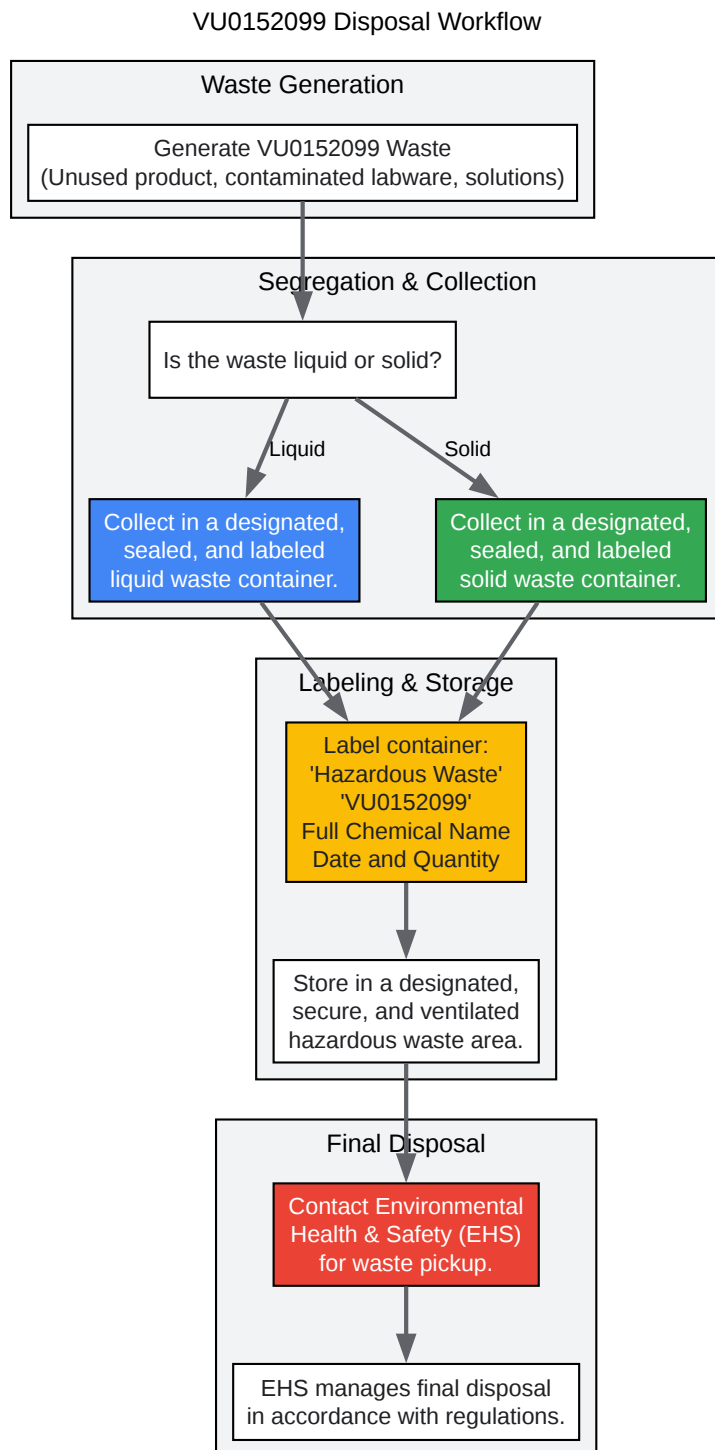 VU0152099 Disposal Workflow
Waste Generation
Generate VU0152099 Waste
(Unused product, contaminated labware, solutions)
Segregation & Collection
Is the waste liquid or solid?
Liquid
Solid
Collect in a designated,
sealed, and labeled
liquid waste container.
Collect in a designated,
sealed, and labeled
solid waste container.
Labeling & Storage
Label container:
'Hazardous Waste'
'VU0152099'
Full Chemical Name
Date and Quantity
Store in a designated,
secure, and ventilated
hazardous waste area.
Final Disposal
Contact Environmental
Health & Safety (EHS)
for waste pickup.
EHS manages final disposal
in accordance with regulations.